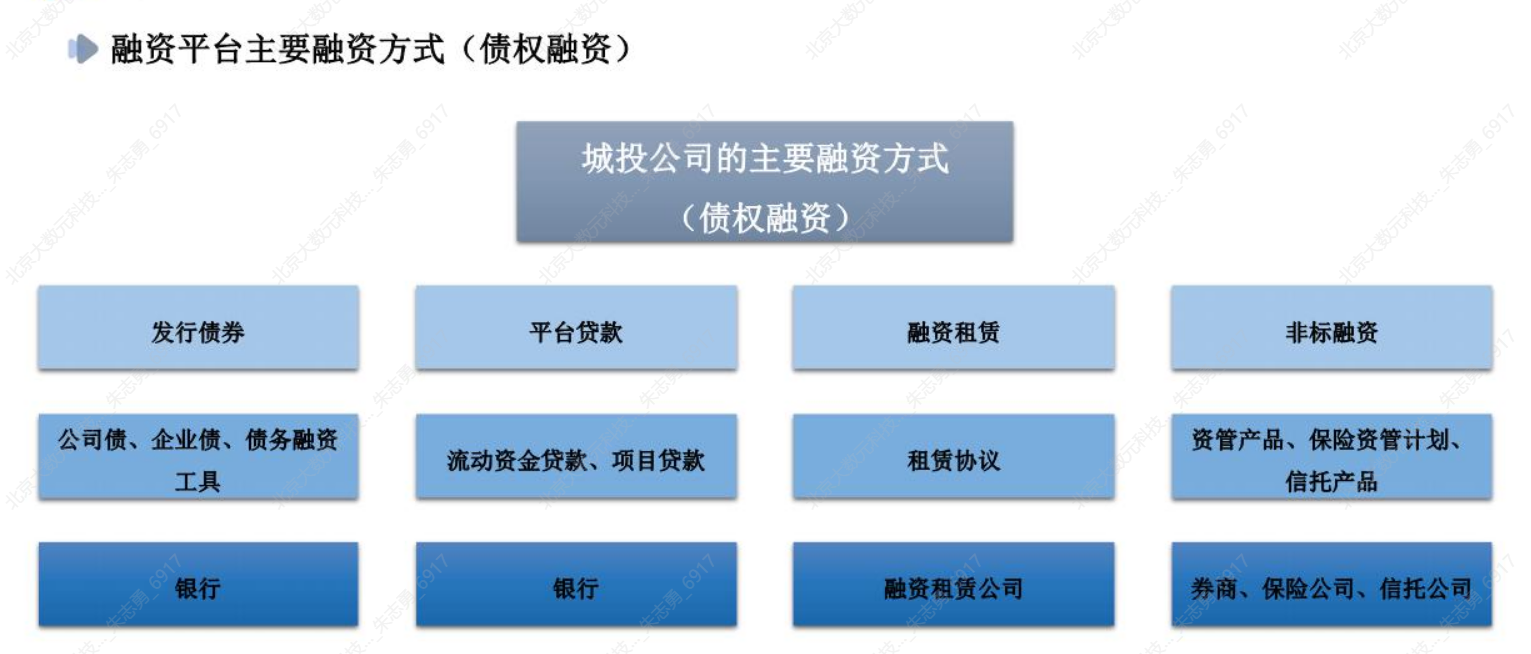 融资平台主要融资方式（债权融资）
城投公司的主要融资方式
（债权融资）
发行债券
平台贷款
融资租赁
非标融资
公司债、企业债、债务融资
工具
流动资金贷款、项目贷款
租赁协议
资管产品、保险资管计划、
信托产品
银行
银行
融资租赁公司
券商、保险公司、信托公司
北京大数元科技..._朱志勇_6917